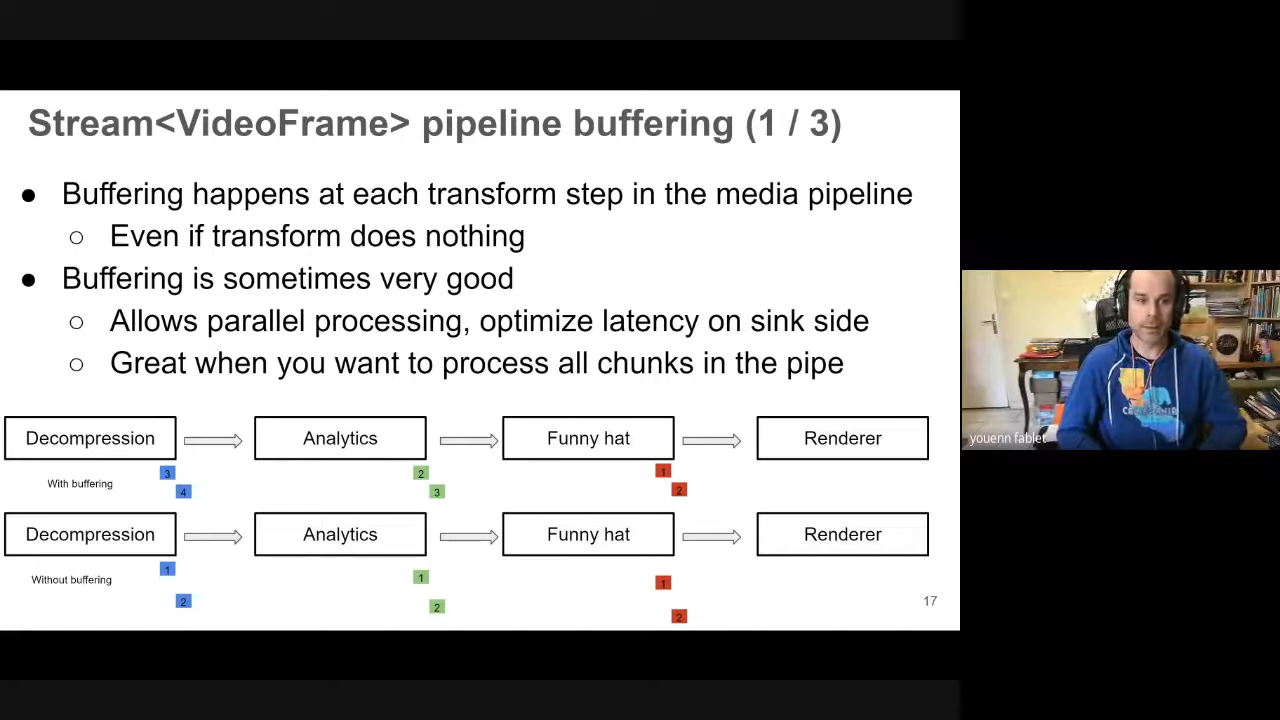 Stream<VideoFrame> pipeline buffering (1 / 3)
● Buffering happens at each transform step in the media pipeline
○ Even if transform does nothing
● Buffering is sometimes very good
○ Allows parallel processing, optimize latency on sink side
○ Great when you want to process all chunks in the pipe
Decompression Analytics Funny hat Renderer
3 2 1
With buffering
4 3 2
Decompression Analytics Funny hat Renderer
1 1 1
Without buffering
2 2 2
17
youenn fablet